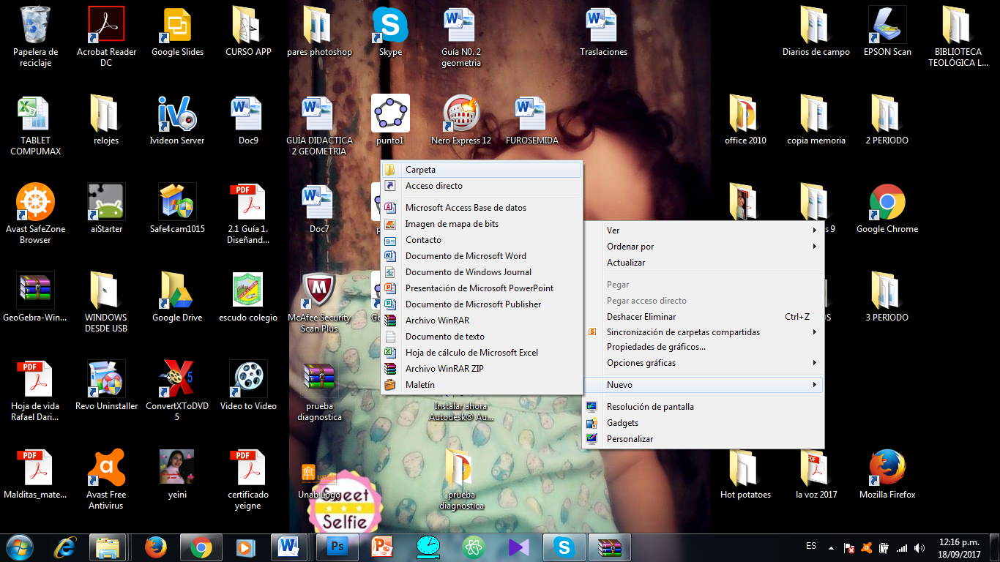 Papelera de
reciclaje
Acrobat Reader
DC
Google Slides
CURSO APP
pares photoshop
Skype
Guía N0. 2
geometria
Traslaciones
Diarios de campo
EPSON Scan
BIBLIOTECA
TEOLÓGICA L...
TABLET
COMPUMAX
relojes
Ivideon Server
Doc9
GUÍA DIDACTICA
2 GEOMETRIA
punto1
Nero Express 12
FUROSEMIDA
office 2010
copia memoria
2 PERIODO
Avast SafeZone
Browser
aiStarter
Safe4cam1015
2.1 Guía 1.
Diseñand...
Doc7
Google Chrome
GeoGebra-Win...
WINDOWS
DESDE USB
Google Drive
escudo colegio
McAfee Security
Scan Plus
3 PERIODO
Hoja de vida
Rafael Dari...
Revo Uninstaller
ConvertXToDVD
5
Video to Video
prueba
diagnostica
Instalar ahora
Autodesk® Au...
Malditas_mate...
Avast Free
Antivirus
yeini
certificado
yeigne
Unab Logo
prueba
diagnostica
Hot potatoes
la voz 2017
Mozilla Firefox
Sweet
Selfie
Carpeta
Acceso directo
Microsoft Access Base de datos
Imagen de mapa de bits
Contacto
Documento de Microsoft Word
Documento de Windows Journal
Presentación de Microsoft PowerPoint
Documento de Microsoft Publisher
Archivo WinRAR
Documento de texto
Hoja de cálculo de Microsoft Excel
Archivo WinRAR ZIP
Maletín
Ver
Ordenar por
Actualizar
Pegar
Pegar acceso directo
Deshacer Eliminar Ctrl+Z
Sincronización de carpetas compartidas
Propiedades de gráficos...
Opciones gráficas
Nuevo
Resolución de pantalla
Gadgets
Personalizar
ES
12:16 p.m.
18/09/2017